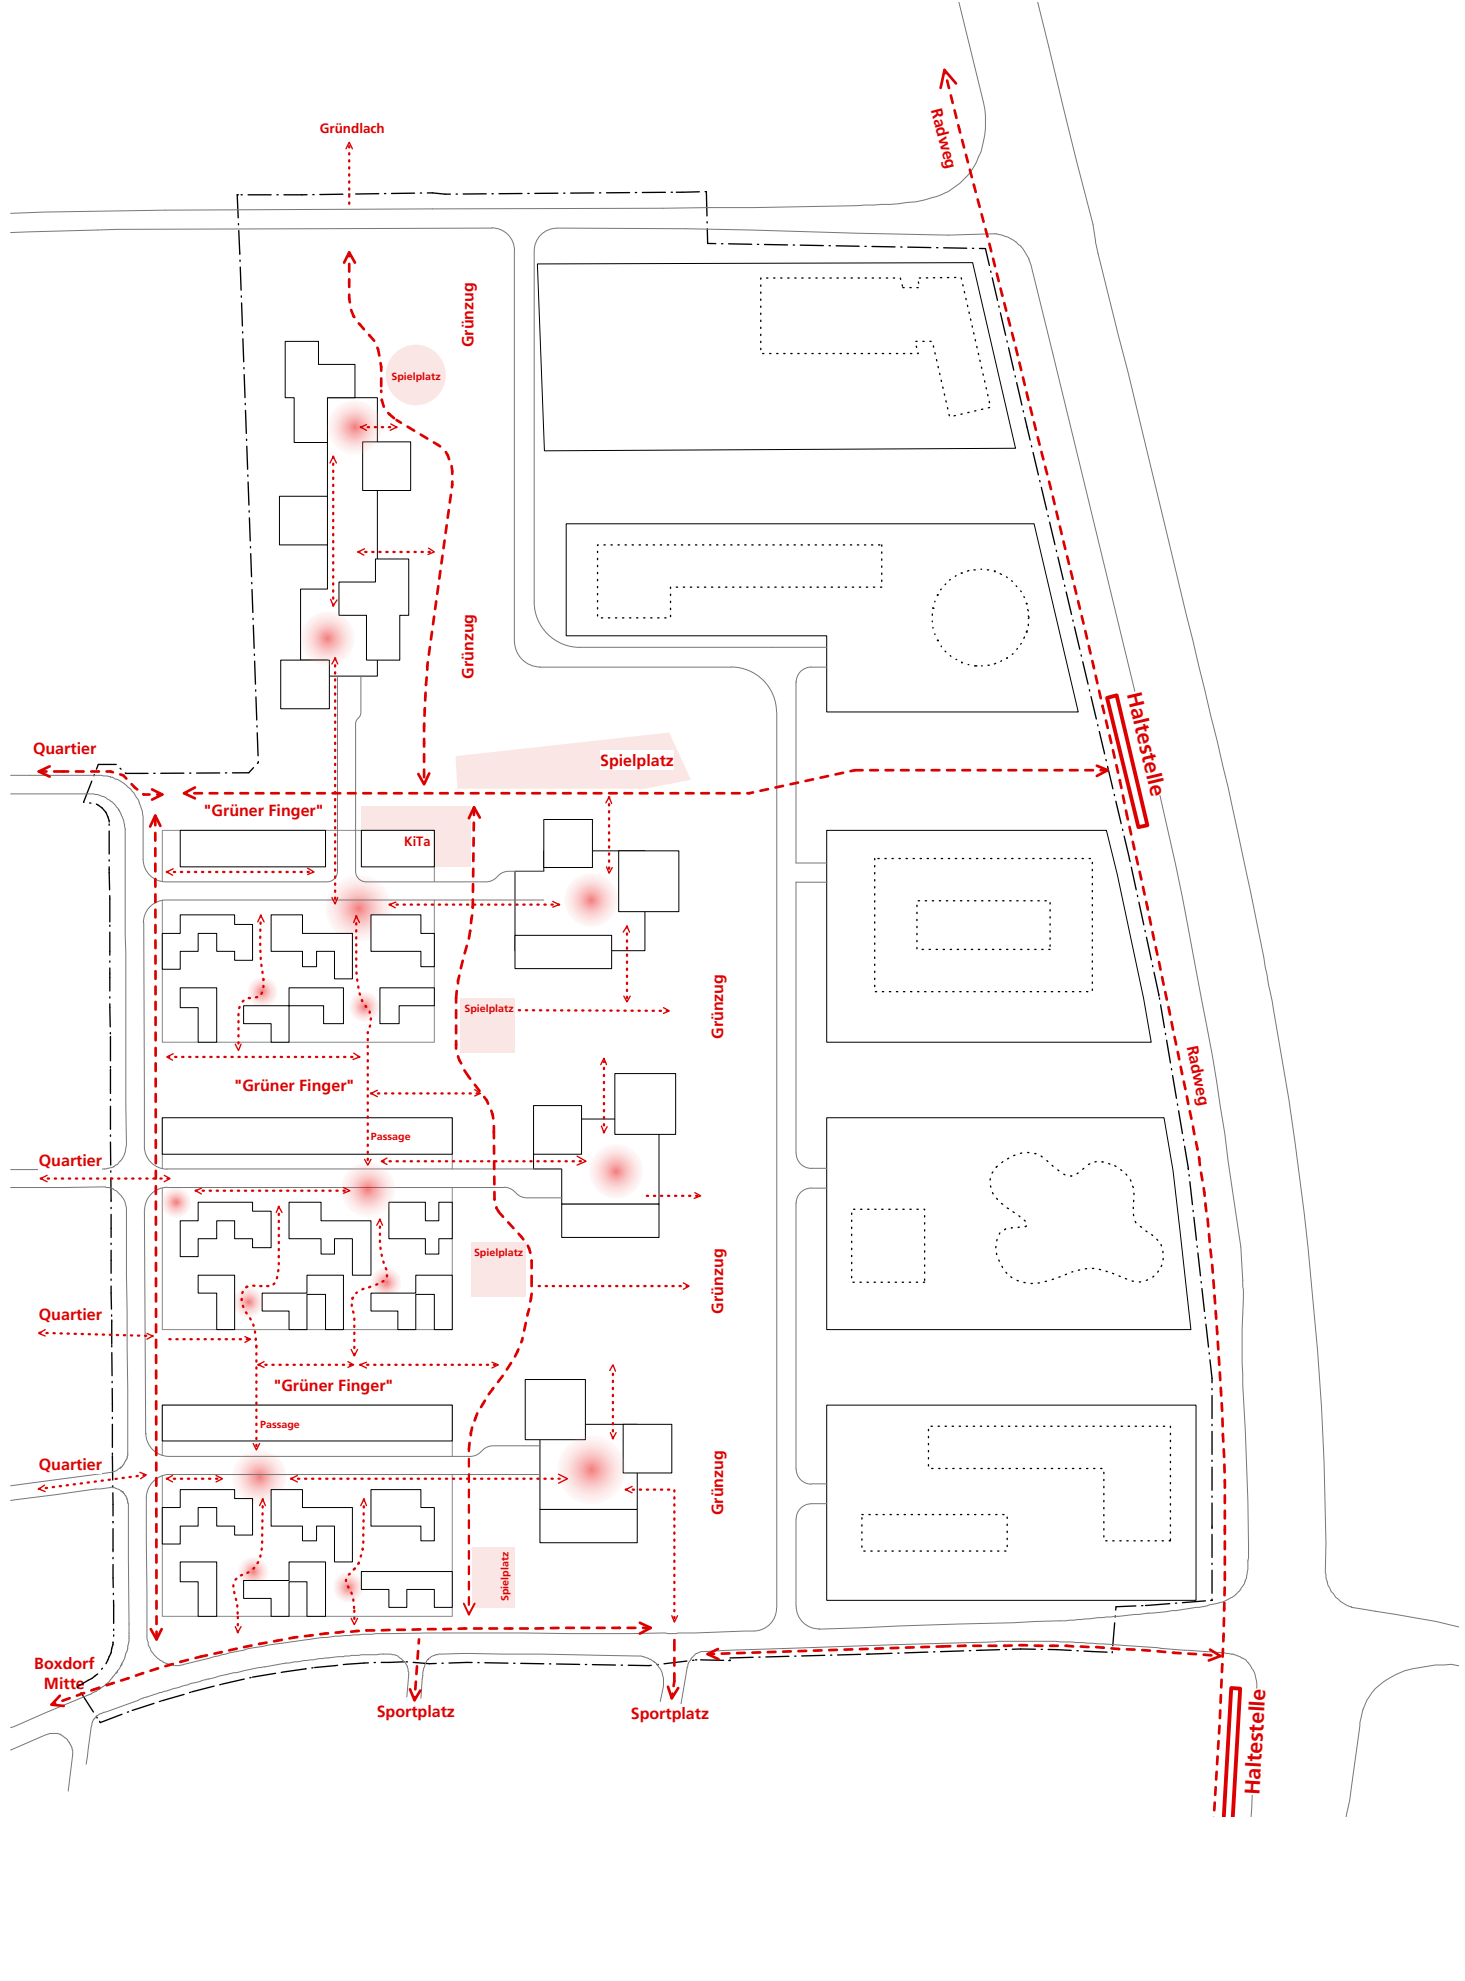 Radweg
Gründlach
Grünzug
Spielplatz
Grünzug
Haltestelle
Quartier
Spielplatz
"Grüner Finger"
KiTa
Spielplatz
Grünzug
Radweg
"Grüner Finger"
Passage
Quartier
Spielplatz
Grünzug
Quartier
"Grüner Finger"
Passage
Quartier
Grünzug
Spielplatz
Boxdorf
Mitte
Sportplatz
Sportplatz
Haltestelle